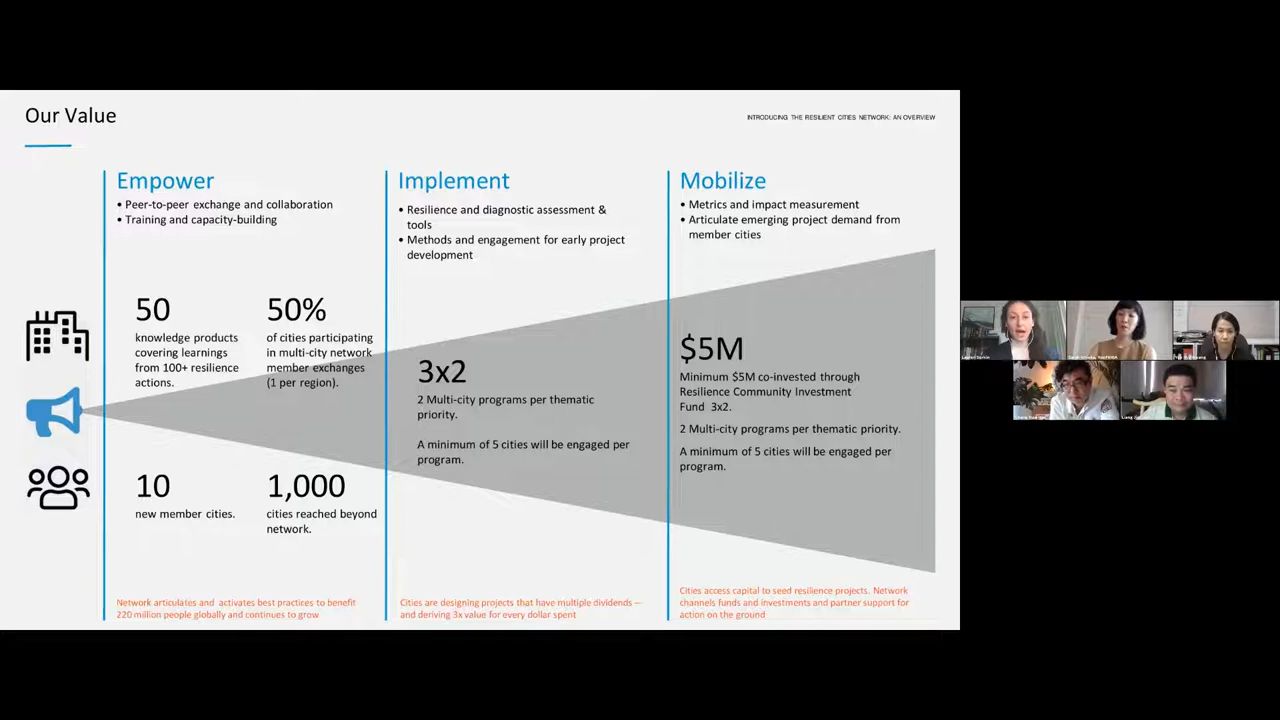 Our Value
INTRODUCING THE RESILIENT CITIES NETWORK: AN OVERVIEW
Empower
• Peer-to-peer exchange and collaboration
• Training and capacity-building
50
knowledge products
covering learnings
from 100+ resilience
actions.
50%
of cities participating
in multi-city network
member exchanges
(1 per region).
10
new member cities.
1,000
cities reached beyond
network.
Network articulates and activates best practices to benefit
220 million people globally and continues to grow
Implement
• Resilience and diagnostic assessment &
tools
• Methods and engagement for early project
development
3x2
2 Multi-city programs per thematic
priority.
A minimum of 5 cities will be engaged per
program.
Cities are designing projects that have multiple dividends —
and deriving 3x value for every dollar spent
Mobilize
• Metrics and impact measurement
• Articulate emerging project demand from
member cities
$5M
Minimum $5M co-invested through
Resilience Community Investment
Fund 3x2.
2 Multi-city programs per thematic priority.
A minimum of 5 cities will be engaged per
program.
Cities access capital to seed resilience projects. Network
channels funds and investments and partner support for
action on the ground